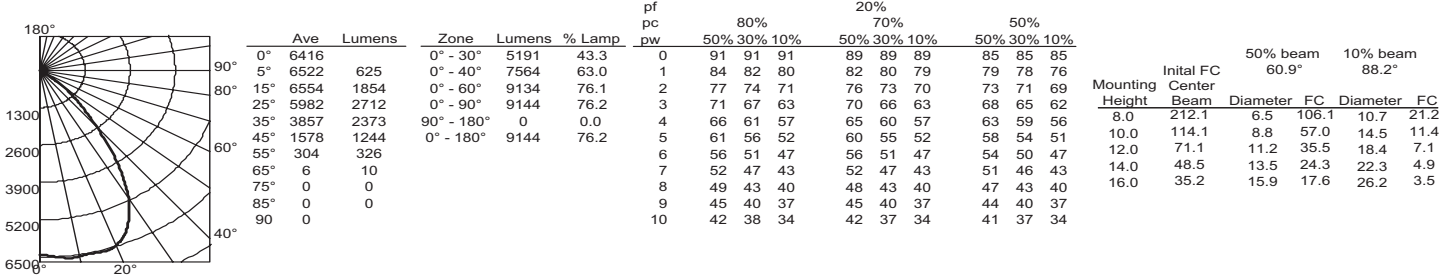 180°
90°
80°
60°
40°
20°
0°
1300
2600
3900
5200
6500
Ave Lumens
0° 6416
5° 6522 625
15° 6554 1854
25° 5982 2712
35° 3857 2373
45° 1578 1244
55° 304 326
65° 6 10
75° 0 0
85° 0 0
90 0
Zone Lumens % Lamp
0° - 30° 5191 43.3
0° - 40° 7564 63.0
0° - 60° 9134 76.1
0° - 90° 9144 76.2
90° - 180° 0 0.0
0° - 180° 9144 76.2
pf 20%
pc 80% 70% 50%
pw 50% 30% 10% 50% 30% 10% 50% 30% 10%
0 91 91 91 89 89 89 85 85 85
1 84 82 80 82 80 79 79 78 76
2 77 74 71 76 73 70 73 71 69
3 71 67 63 70 66 63 68 65 62
4 66 61 57 65 60 57 63 59 56
5 61 56 52 60 55 52 58 54 51
6 56 51 47 56 51 47 54 50 47
7 52 47 43 52 47 43 51 46 43
8 49 43 40 48 43 40 47 43 40
9 45 40 37 45 40 37 44 40 37
10 42 38 34 42 37 34 41 37 34
50% beam 10% beam
60.9° 88.2°
Mounting Height Inital FC Center Beam Diameter FC Diameter FC
8.0 212.1 6.5 106.1 10.7 21.2
10.0 114.1 8.8 57.0 14.5 11.4
12.0 71.1 11.2 35.5 18.4 7.1
14.0 48.5 13.5 24.3 22.3 4.9
16.0 35.2 15.9 17.6 26.2 3.5